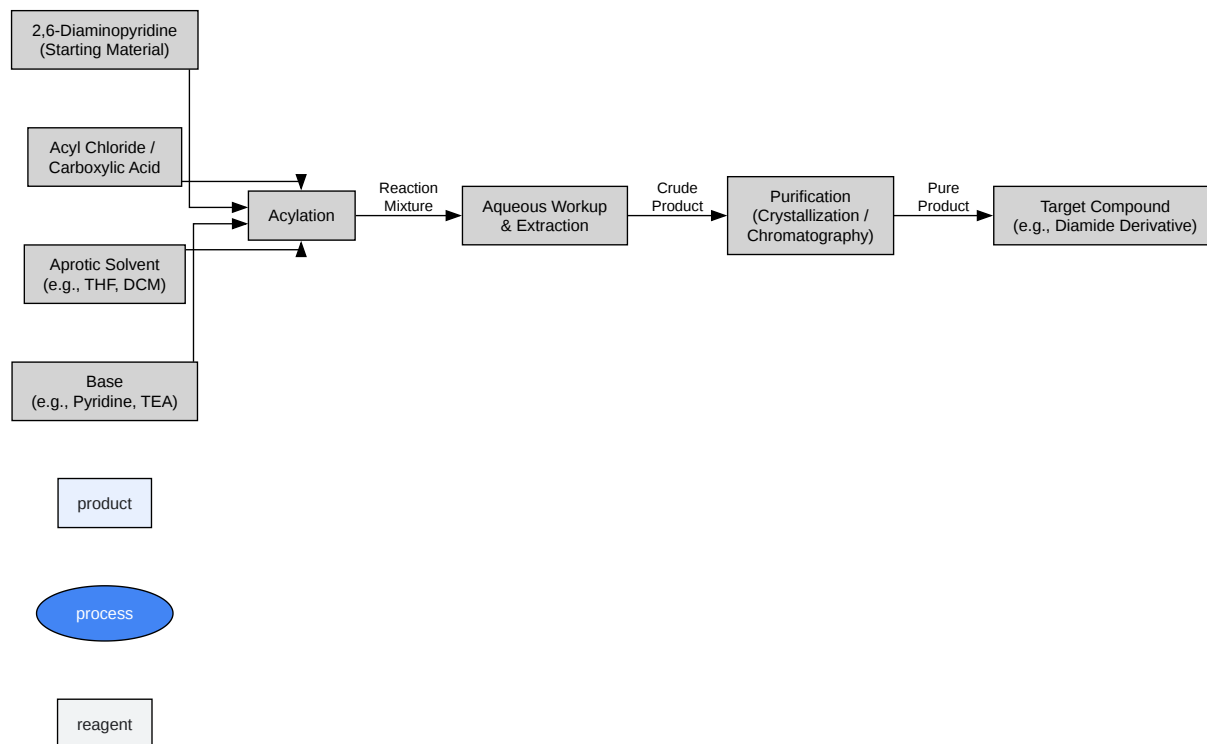 2,6-Diaminopyridine
(Starting Material)
Acyl Chloride /
Carboxylic Acid
Aprotic Solvent
(e.g., THF, DCM)
Base
(e.g., Pyridine, TEA)
Acylation
Reaction
Mixture
Aqueous Workup
& Extraction
Crude
Product
Purification
(Crystallization /
Chromatography)
Pure
Product
Target Compound
(e.g., Diamide Derivative)
product
process
reagent